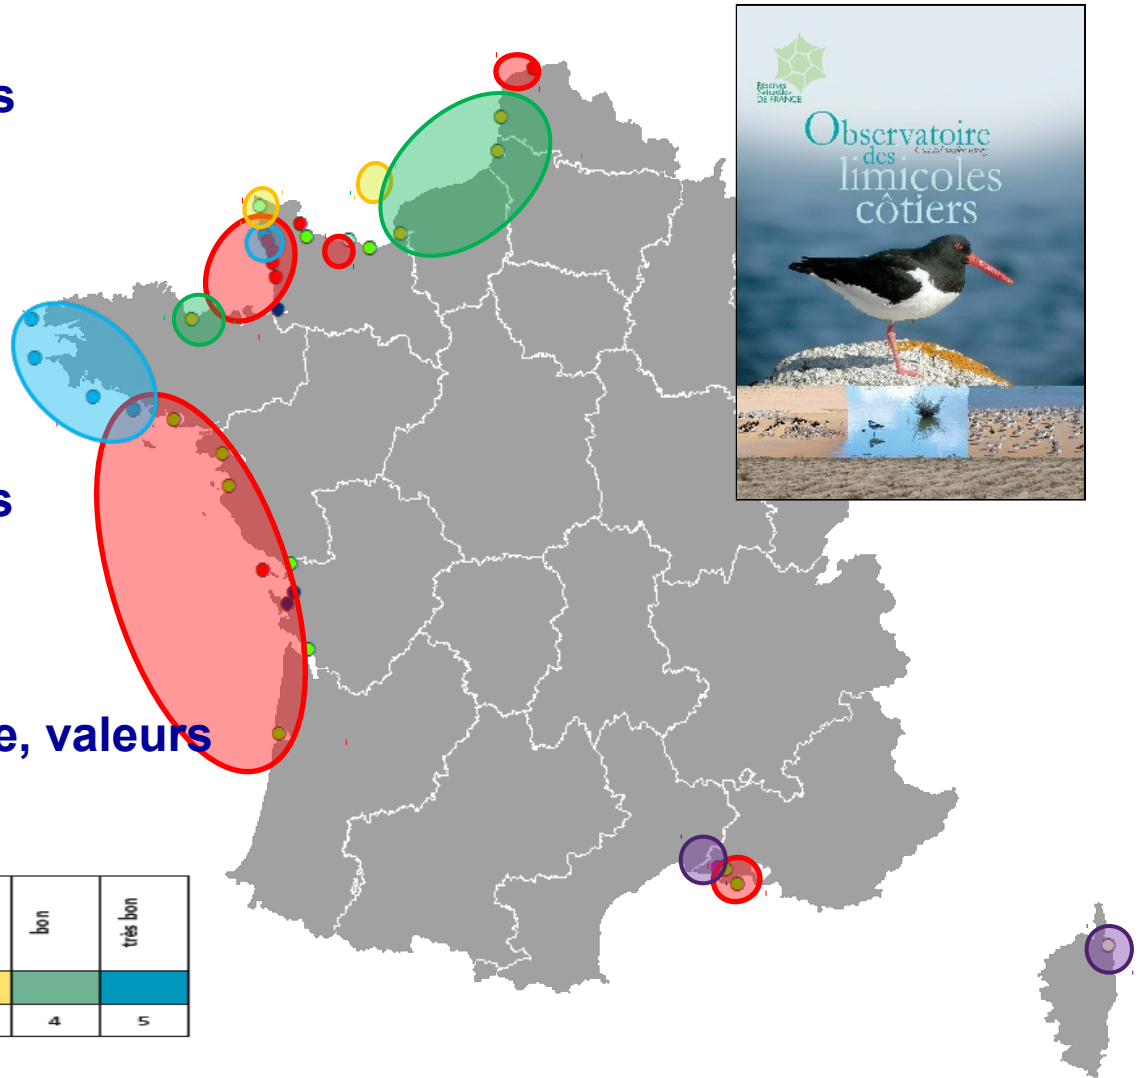 s
Réserves
Naturelles
DE FRANCE
Observatoire
des
limicoles
côtiers
s
e, valeurs
bon
très bon
4
5